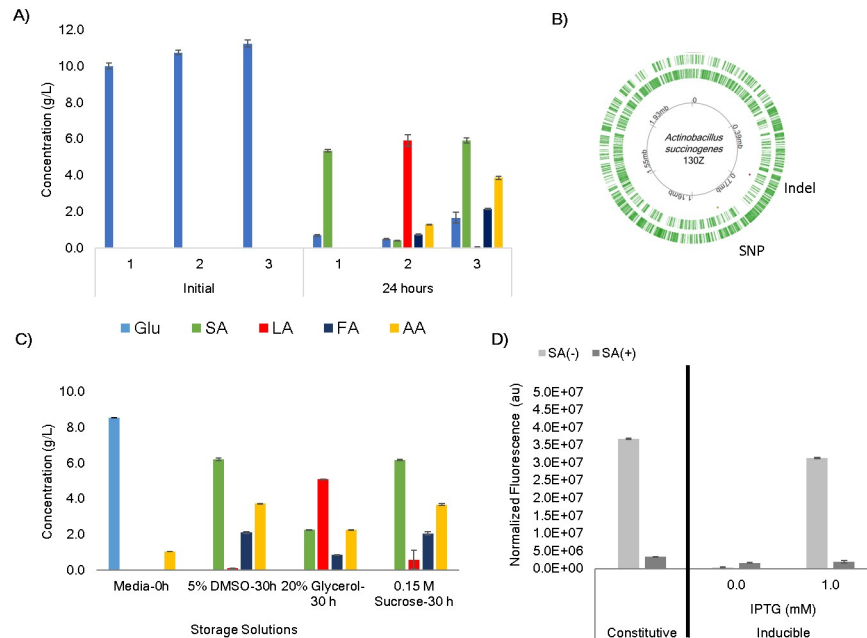 A)
Concentration (g/L)
12.0
10.0
8.0
6.0
4.0
2.0
0.0
1 2 3 1 2 3
Initial 24 hours
Glu SA LA FA AA
B)
0
0.39mb
0.77mb
1.16mb
1.55mb
1.93mb
Actinobacillus
succinogenes
130Z
Indel
SNP
C)
Concentration (g/L)
10.0
8.0
6.0
4.0
2.0
0.0
Media-0h 5% DMSO-30h 20% Glycerol- 0.15 M
30 h Sucrose-30 h
Storage Solutions
D)
SA(-) SA(+)
Normalized Fluorescence (au)
5.0E+07
4.5E+07
4.0E+07
3.5E+07
3.0E+07
2.5E+07
2.0E+07
1.5E+07
1.0E+07
5.0E+06
0.0E+00
0.0 1.0
IPTG (mM)
Constitutive Inducible